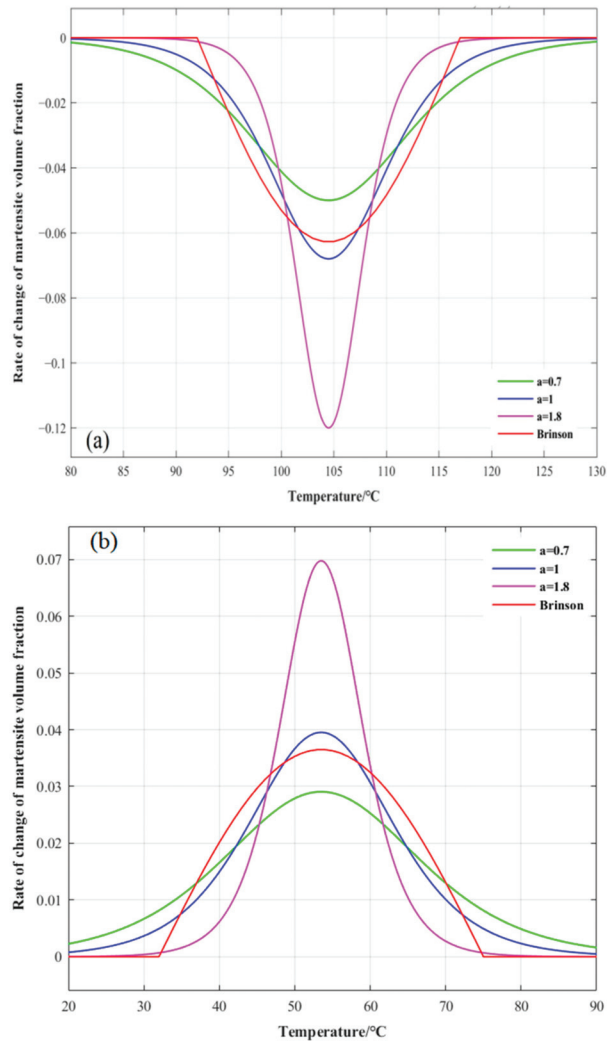 0
−0.02
−0.04
−0.06
−0.08
−0.1
−0.12
Rate of change of martensite volume fraction
(a)
a=0.7
a=1
a=1.8
Brinson
80 85 90 95 100 105 110 115 120 125 130
Temperature/°C
(b)
0.07
0.06
0.05
0.04
0.03
0.02
0.01
0
Rate of change of martensite volume fraction
a=0.7
a=1
a=1.8
Brinson
20 30 40 50 60 70 80 90
Temperature/°C